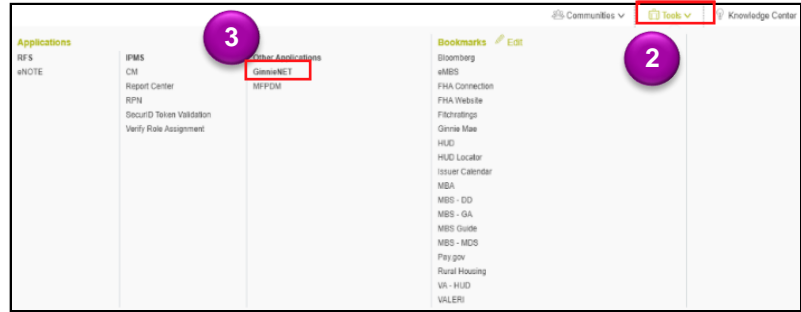 Communities
Tools
Knowledge Center
3
2
Applications
RFS
eNOTE
IPMS
CM
Report Center
RPN
SecurID Token Validation
Verify Role Assignment
Other Applications
GinnieNET
MFPDM
Bookmarks Edit
Bloomberg
eMBS
FHA Connection
FHA Website
Fitchratings
Ginnie Mae
HUD
HUD Locator
Issuer Calendar
MBA
MBS - DD
MBS - GA
MBS Guide
MBS - MDS
Pay.gov
Rural Housing
VA - HUD
VALERI